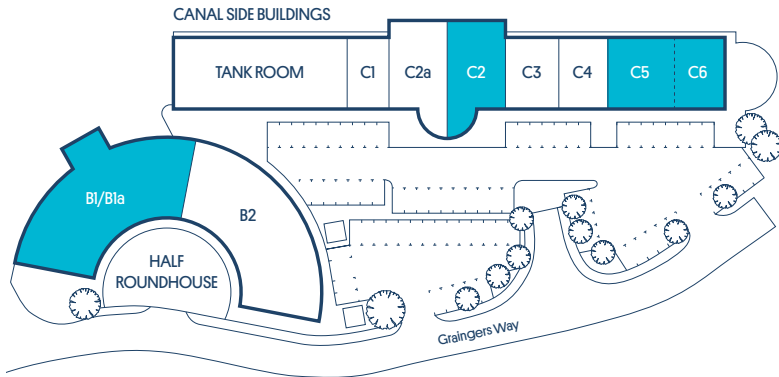 CANAL SIDE BUILDINGS
TANK ROOM
C1
C2a
C2
C3
C4
C5
C6
B1/B1a
B2
HALF
ROUNDHOUSE
Graingers Way